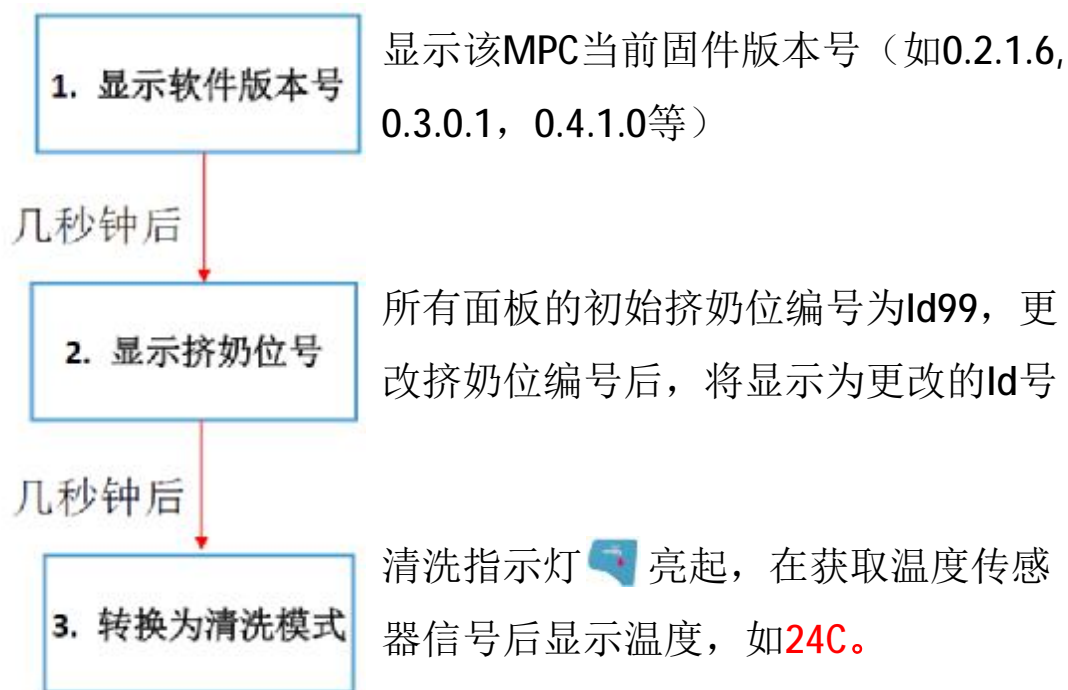 1. 显示软件版本号
显示该MPC当前固件版本号（如0.2.1.6,
0.3.0.1，0.4.1.0等）
几秒钟后
2. 显示挤奶位号
所有面板的初始挤奶位编号为Id99，更
改挤奶位编号后，将显示为更改的Id号
几秒钟后
3. 转换为清洗模式
清洗指示灯 亮起，在获取温度传感
器信号后显示温度，如24C。